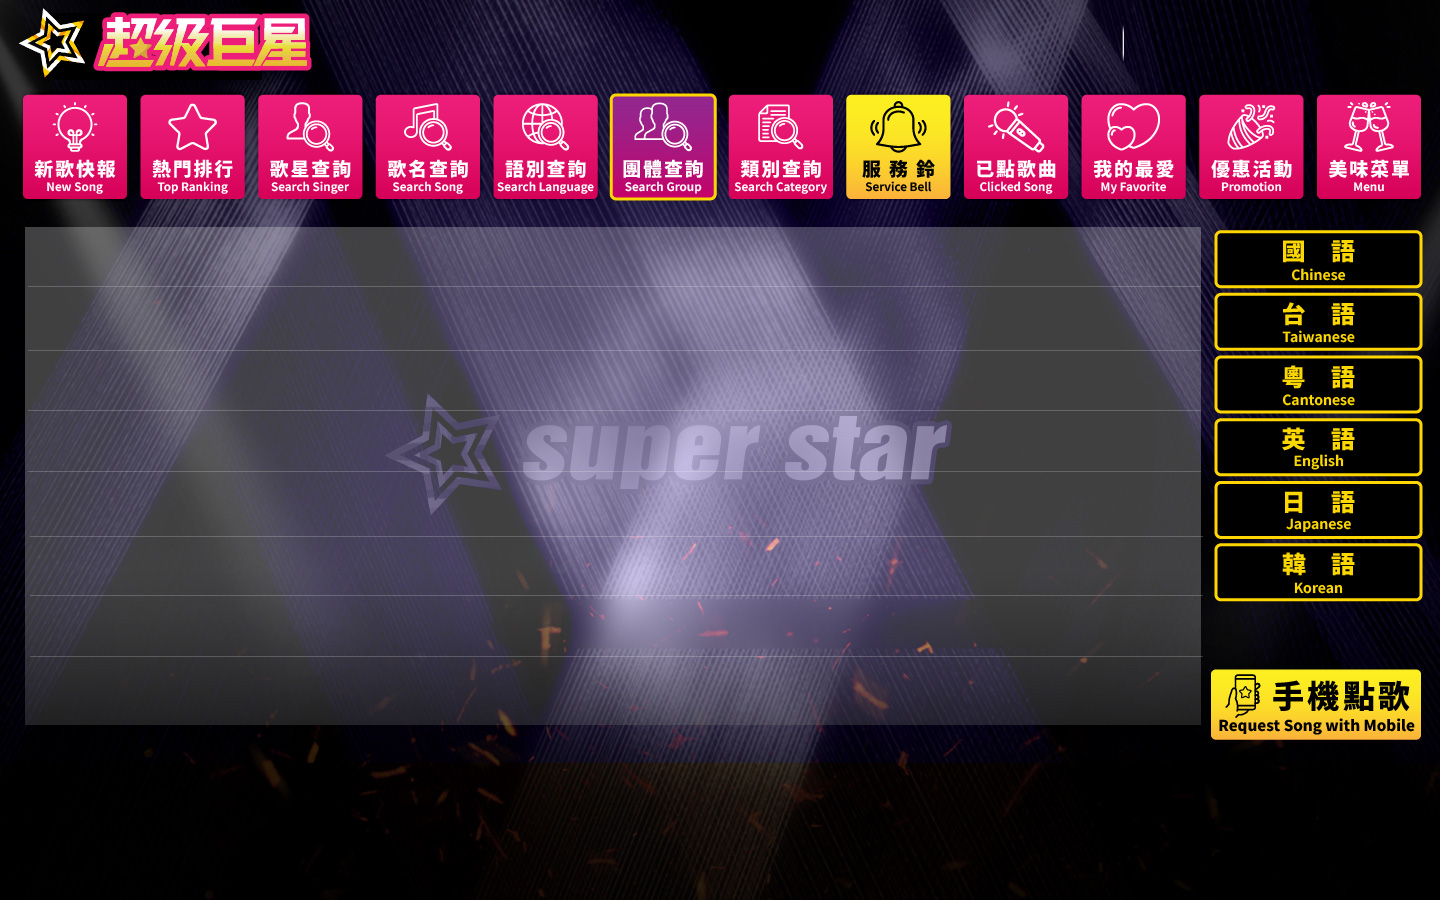 超级巨星
新歌快報
New Song
熱門排行
Top Ranking
歌星查詢
Search Singer
歌名查詢
Search Song
語別查詢
Search Language
團體查詢
Search Group
類別查詢
Search Category
服務鈴
Service Bell
已點歌曲
Clicked Song
我的最愛
My Favorite
優惠活動
Promotion
美味菜單
Menu
super star
國語
Chinese
台語
Taiwanese
粵語
Cantonese
英語
English
日語
Japanese
韓語
Korean
手機點歌
Request Song with Mobile